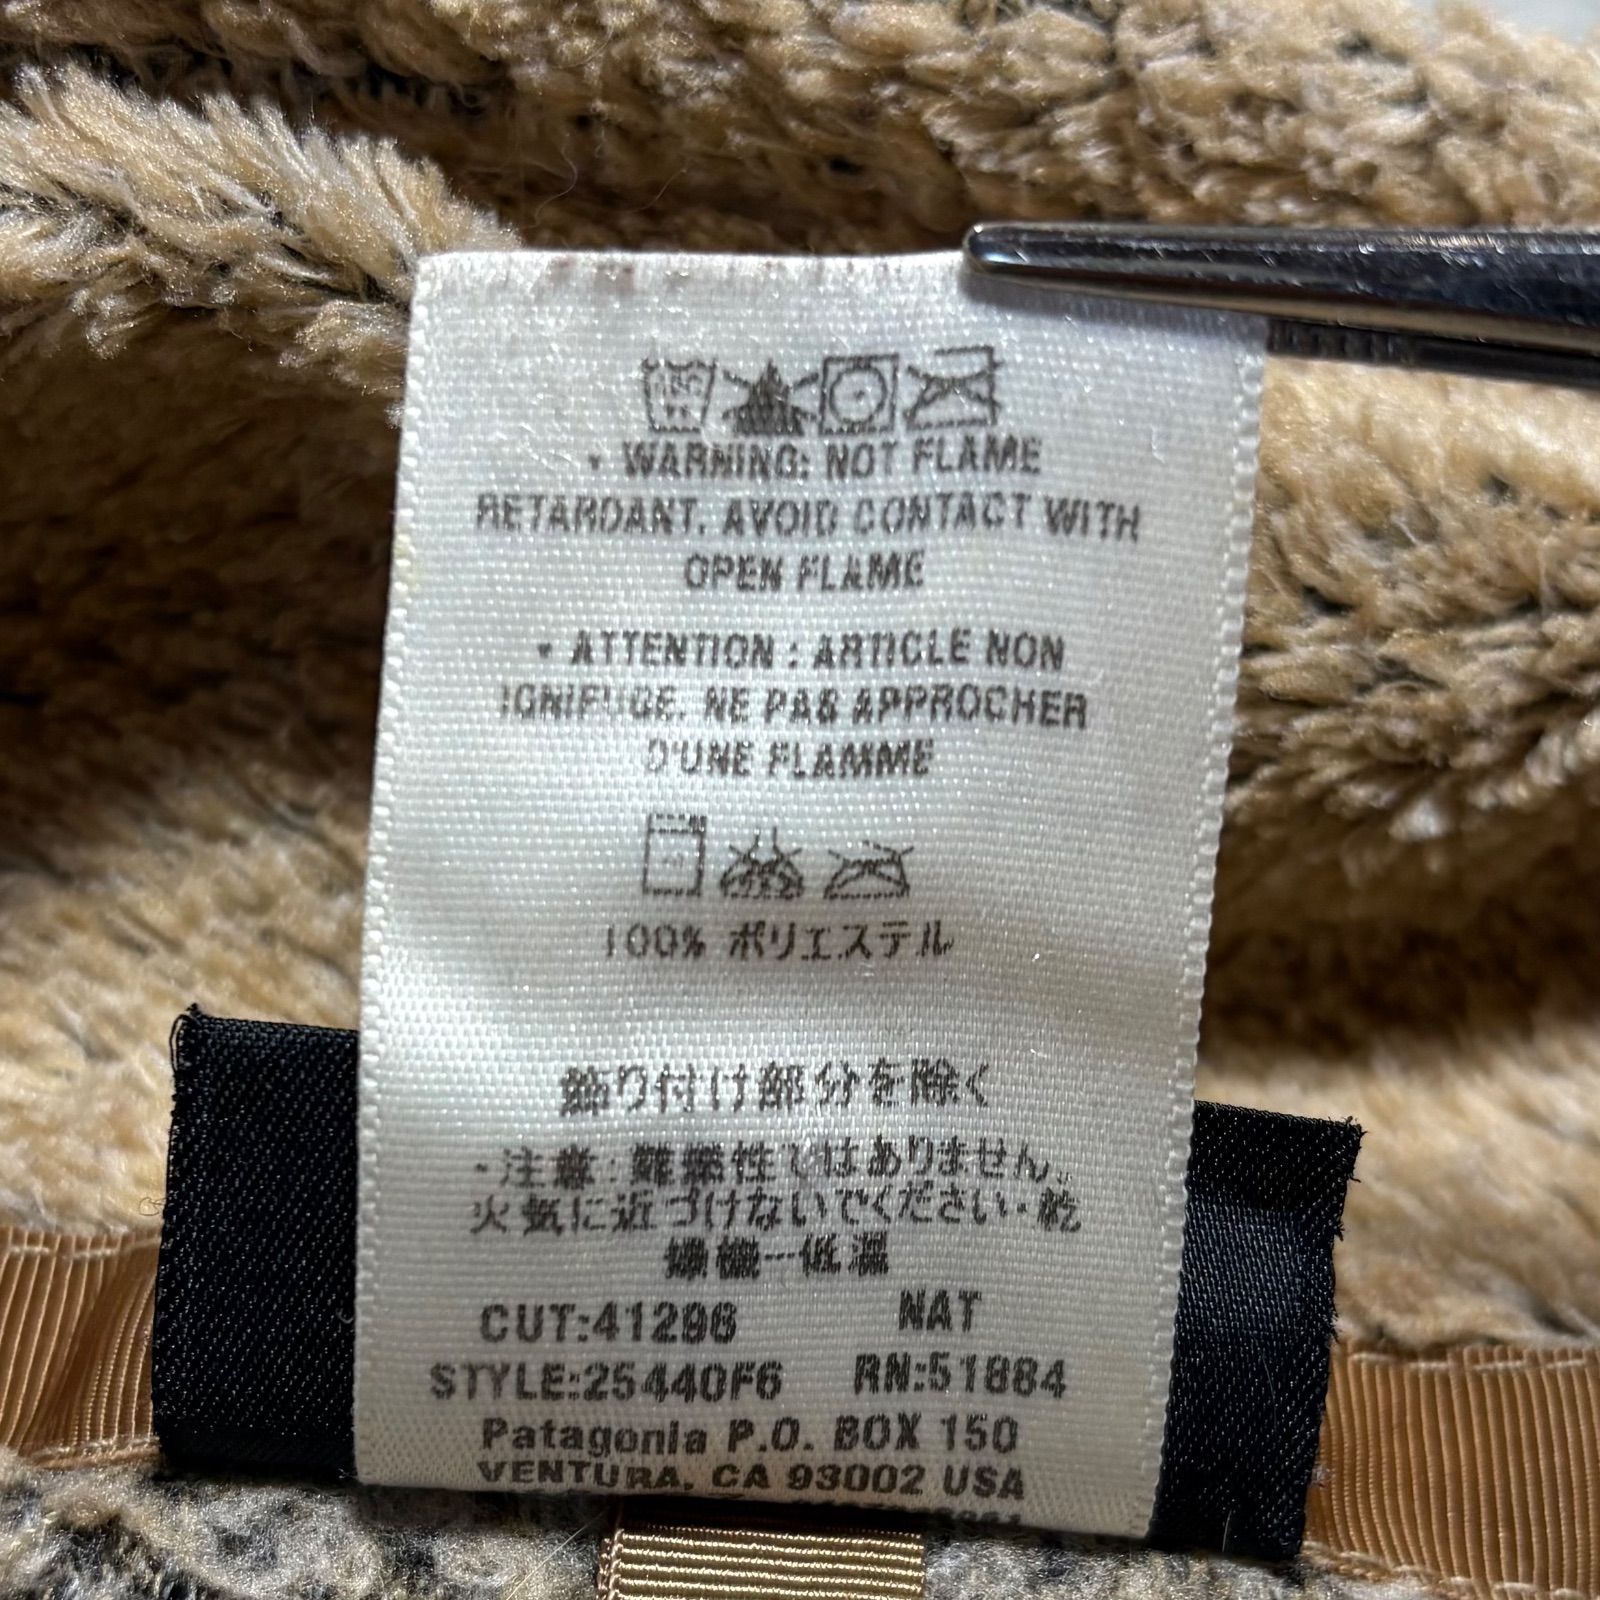 • WARNING: NOT FLAME
RETARDANT. AVOID CONTACT WITH
OPEN FLAME
• ATTENTION : ARTICLE NON
IGNIFUGE. NE PAS APPROCHER
D'UNE FLAMME
100% ポリエステル
飾り付け部分を除く
・注意:難燃性ではありません。
火気に近づけないでください・乾
燥機一低温
CUT:41296 NAT
STYLE:25440F6 RN:51884
Patagonia P.O. BOX 150
VENTURA, CA 93002 USA